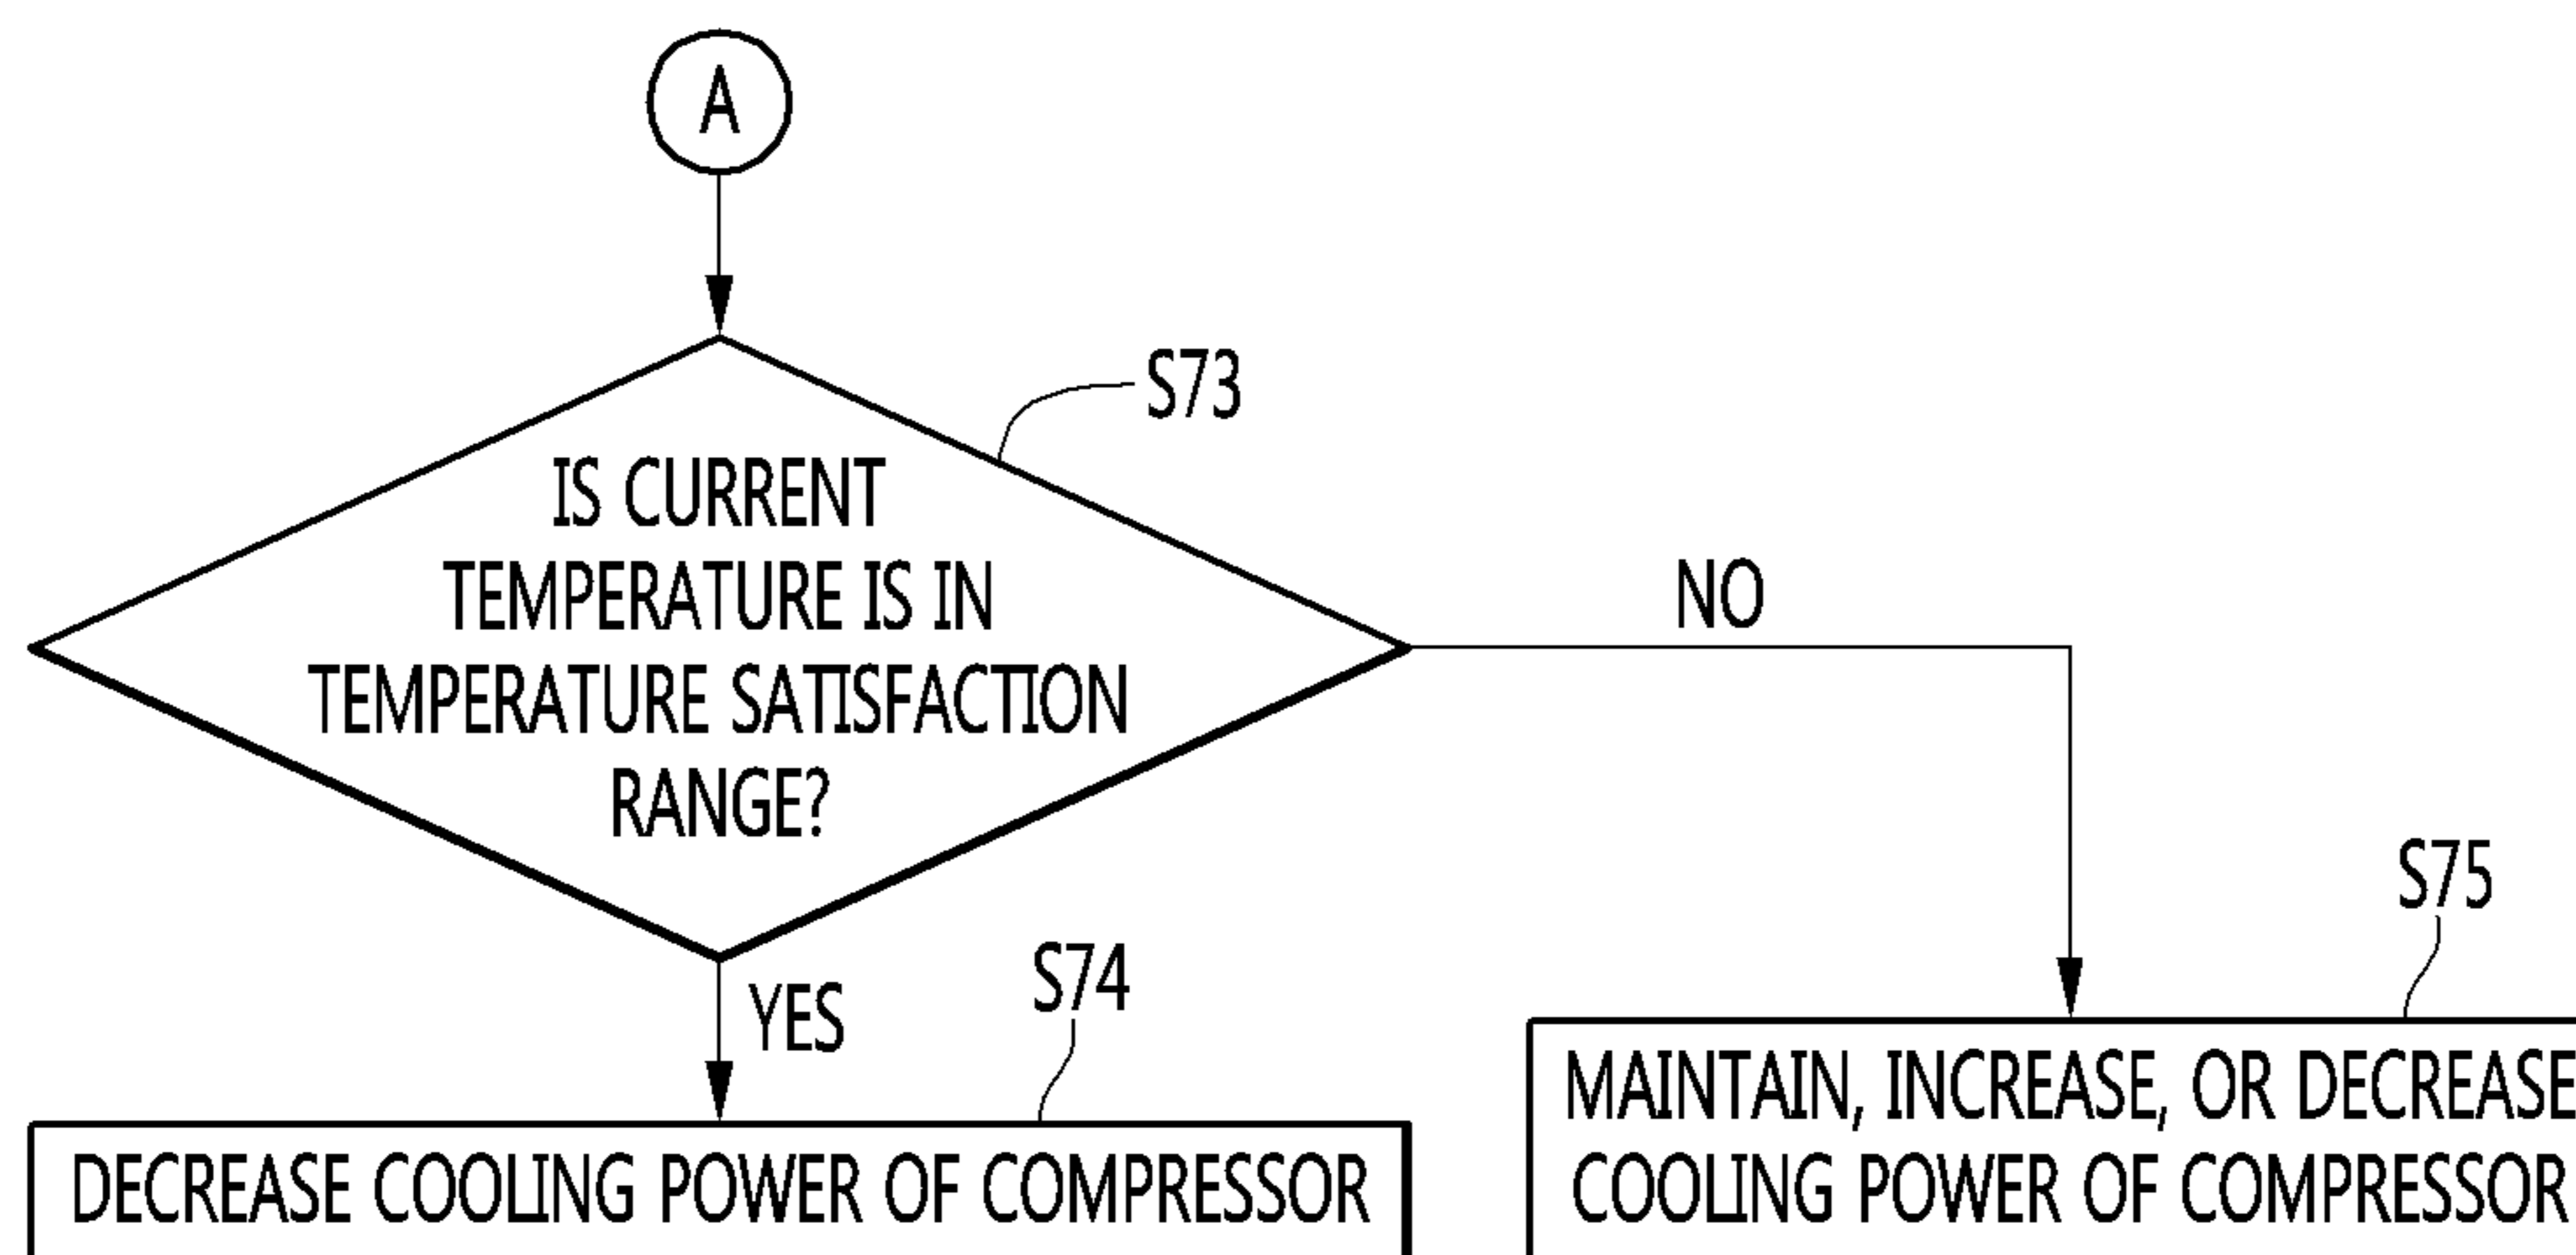 A
S73
IS CURRENT
TEMPERATURE IS IN
TEMPERATURE SATISFACTION
RANGE?
NO
YES
S74
S75
DECREASE COOLING POWER OF COMPRESSOR
MAINTAIN, INCREASE, OR DECREASE
COOLING POWER OF COMPRESSOR